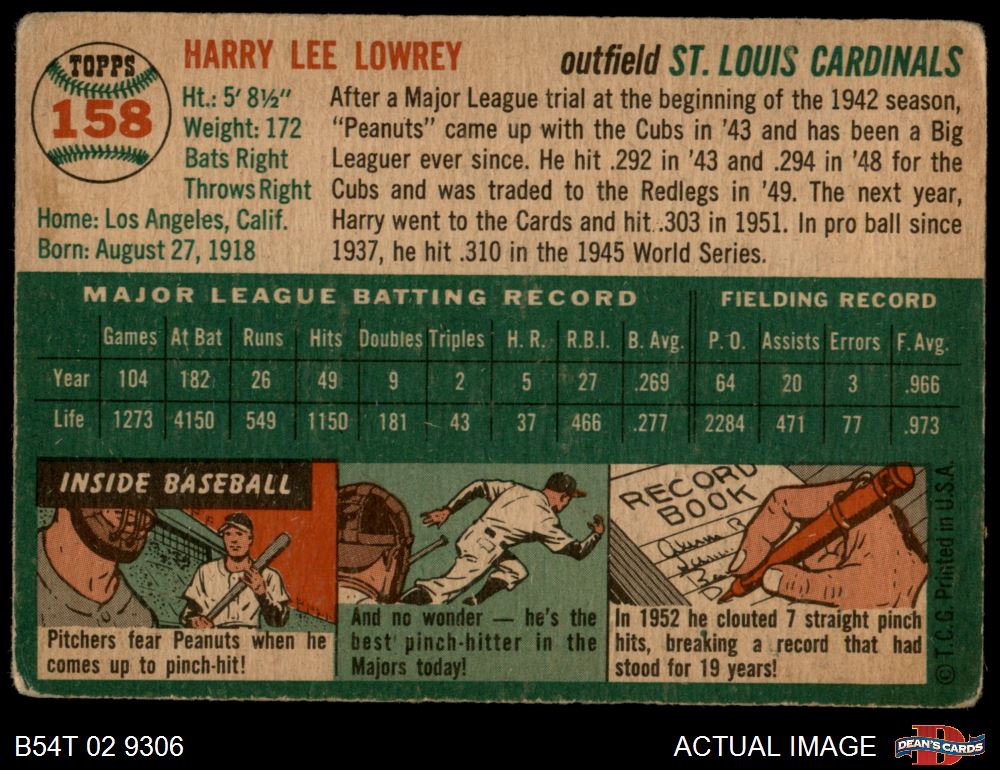 TOPPS
158
HARRY LEE LOWREY
outfield ST. LOUIS CARDINALS
Ht.: 5' 8½"
Weight: 172
Bats Right
Throws Right
Home: Los Angeles, Calif.
Born: August 27, 1918
After a Major League trial at the beginning of the 1942 season,
"Peanuts" came up with the Cubs in '43 and has been a Big
Leaguer ever since. He hit .292 in '43 and .294 in '48 for the
Cubs and was traded to the Redlegs in '49. The next year,
Harry went to the Cards and hit .303 in 1951. In pro ball since
1937, he hit .310 in the 1945 World Series.
MAJOR LEAGUE BATTING RECORD FIELDING RECORD
Games At Bat Runs Hits Doubles Triples H. R. R.B.I. B. Avg. P. O. Assists Errors F. Avg.
Year 104 182 26 49 9 2 5 27 .269 64 20 3 .966
Life 1273 4150 549 1150 181 43 37 466 .277 2284 471 77 .973
INSIDE BASEBALL
Pitchers fear Peanuts when he
comes up to pinch-hit!
And no wonder — he's the
best pinch-hitter in the
Majors today!
RECORD
BOOK
In 1952 he clouted 7 straight pinch
hits, breaking a record that had
stood for 19 years!
© T. C. G. Printed in U.S.A.
B54T 02 9306
ACTUAL IMAGE
DEAN'S CARDS